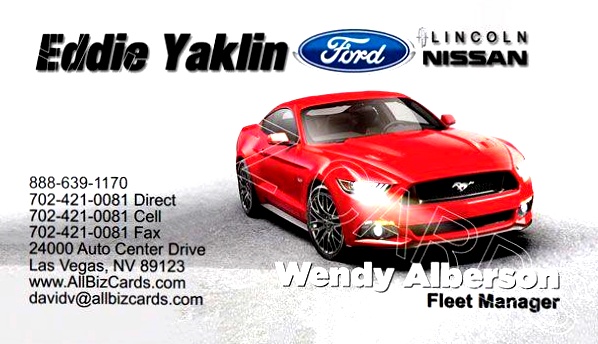 Eddie Yaklin Ford LINCOLN
NISSAN
888-639-1170
702-421-0081 Direct
702-421-0081 Cell
702-421-0081 Fax
24000 Auto Center Drive
Las Vegas, NV 89123
www.AllBizCards.com
davidv@allbizcards.com
Wendy Alberson
Fleet Manager